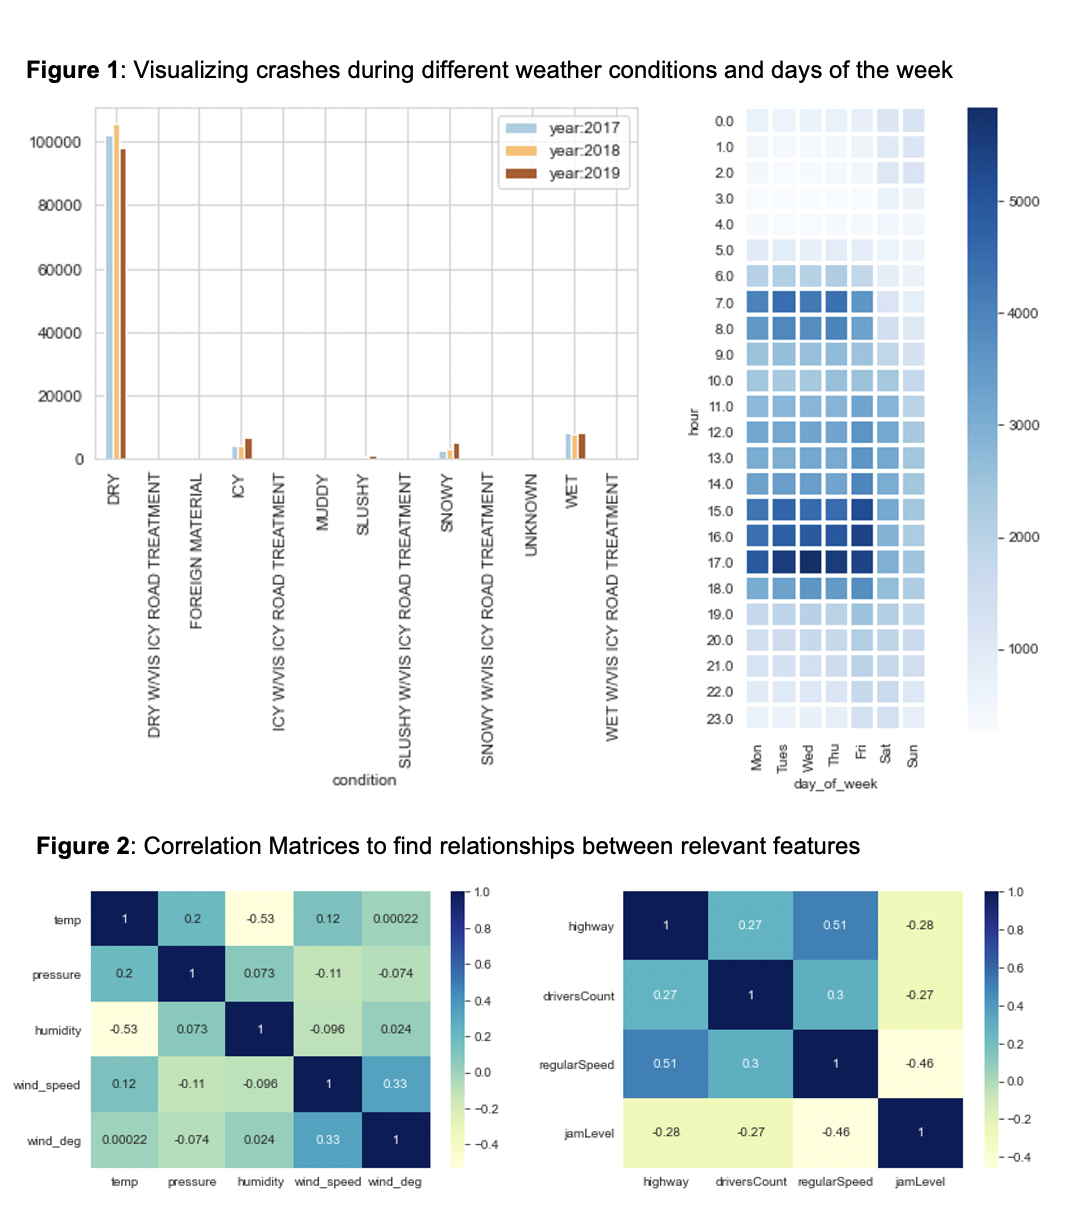 Figure 1: Visualizing crashes during different weather conditions and days of the week
100000
80000
60000
40000
20000
0
year:2017
year:2018
year:2019
DRY
DRY W/VIS ICY ROAD TREATMENT
FOREIGN MATERIAL
ICY
ICY W/VIS ICY ROAD TREATMENT
MUDDY
SLUSHY
SLUSHY W/VIS ICY ROAD TREATMENT
SNOWY
SNOWY W/VIS ICY ROAD TREATMENT
UNKNOWN
WET
WET W/VIS ICY ROAD TREATMENT
condition
hour
0.0
1.0
2.0
3.0
4.0
5.0
6.0
7.0
8.0
9.0
10.0
11.0
12.0
13.0
14.0
15.0
16.0
17.0
18.0
19.0
20.0
21.0
22.0
23.0
Mon Tues Wed Thu Fri Sat Sun
day_of_week
5000
4000
3000
2000
1000
Figure 2: Correlation Matrices to find relationships between relevant features
temp 1 0.2 -0.53 0.12 0.00022
pressure 0.2 1 0.073 -0.11 -0.074
humidity -0.53 0.073 1 -0.096 0.024
wind_speed 0.12 -0.11 -0.096 1 0.33
wind_deg 0.00022 -0.074 0.024 0.33 1
temp pressure humidity wind_speed wind_deg
1.0
0.8
0.6
0.4
0.2
0.0
−0.2
−0.4
highway 1 0.27 0.51 -0.28
driversCount 0.27 1 0.3 -0.27
regularSpeed 0.51 0.3 1 -0.46
jamLevel -0.28 -0.27 -0.46 1
highway driversCount regularSpeed jamLevel
1.0
0.8
0.6
0.4
0.2
0.0
−0.2
−0.4